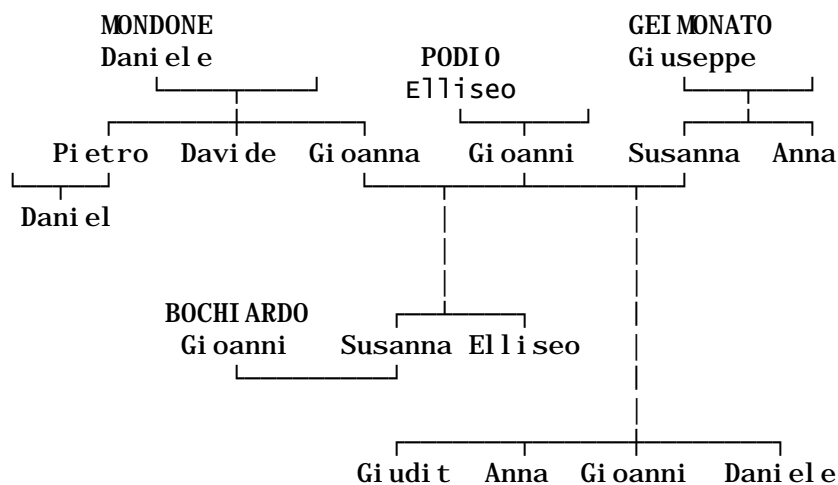 MONDONE GEIMONATO
Daniele PODIO Giuseppe
Elliseo
Pietro Davide Gioanna Gioanni Susanna Anna
Daniel
BOCHIARDO
Gioanni Susanna Elliseo
Giudit Anna Gioanni Daniele